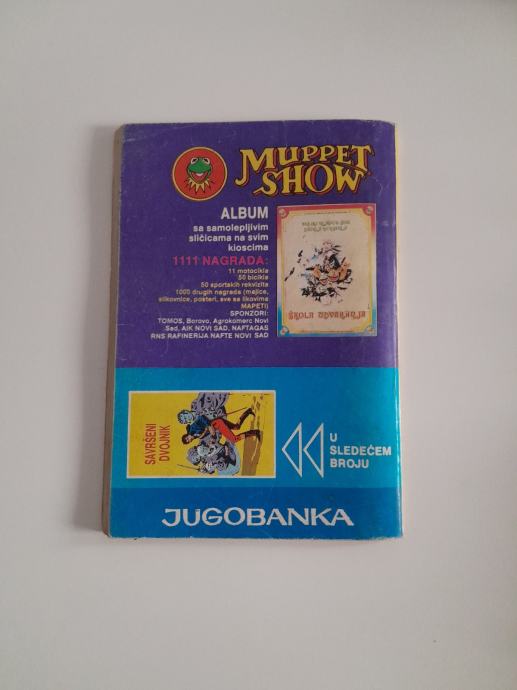 MUPPET
SHOW
ALBUM
sa samolepljivim
sličicama na svim
kioscima
1111 NAGRADA:
11 motocikla
50 bicikla
50 sportskih rekvizita
1000 drugih nagrada (majice,
slikovnice, posteri, sve sa likovima
MAPETI)
SPONZORI:
TOMOS, Borovo, Agrokomerc Novi
Sad, AIK NOVI SAD, NAFTAGAS
RNS RAFINERIJA NAFTE NOVI SAD
ŠKOLA UDVARANJA
SAVRŠENI
DVOJNIK
U
SLEDEĆEM
BROJU
JUGOBANKA